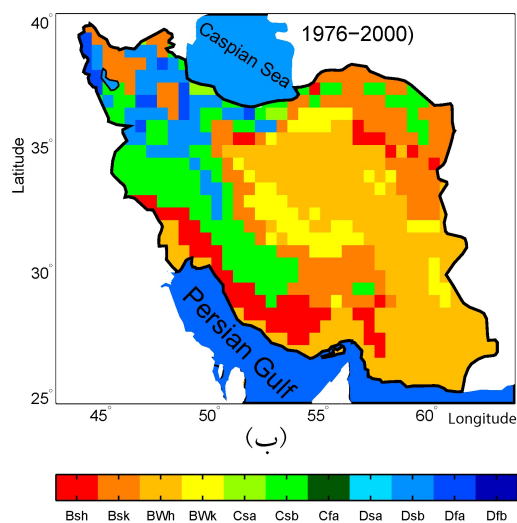 40°
1976−2000)
Caspian Sea
35°
Latitude
30°
Persian Gulf
25°
45° 50° 55° 60° Longitude
(ب)
Bsh Bsk BWh BWk Csa Csb Cfa Dsa Dsb Dfa Dfb